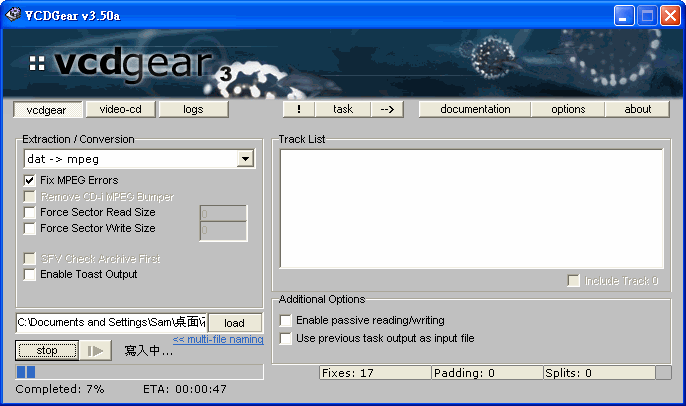 VCDGear v3.50a
vcdgear 3
vcdgear video-cd logs ! task --> documentation options about
Extraction / Conversion
dat -> mpeg
Fix MPEG Errors
Remove CD-i MPEG Bumper
Force Sector Read Size 0
Force Sector Write Size 0
SFV Check Archive First
Enable Toast Output
Track List
Include Track 0
C:\Documents and Settings\Sam\桌面\ load
<< multi-file naming
stop 寫入中...
Additional Options
Enable passive reading/writing
Use previous task output as input file
Completed: 7% ETA: 00:00:47
Fixes: 17 Padding: 0 Splits: 0